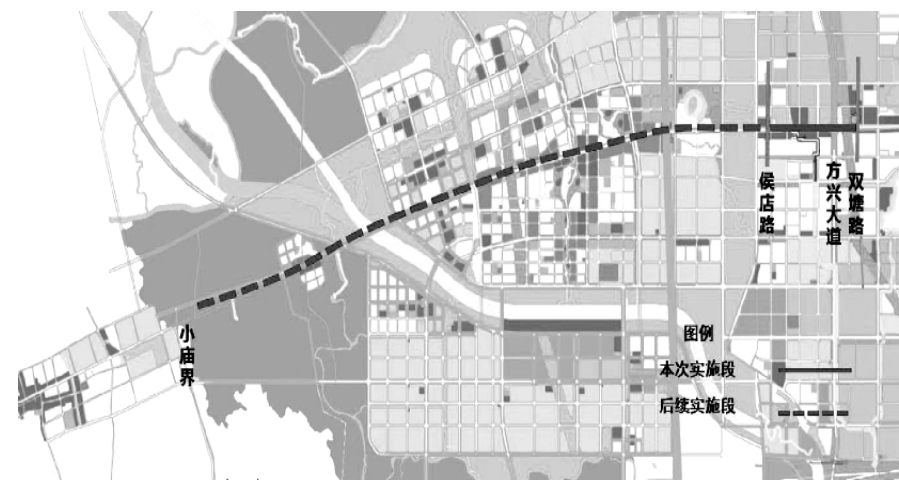 侯店路
方兴大道
双塘路
小庙界
图例
本次实施段
后续实施段